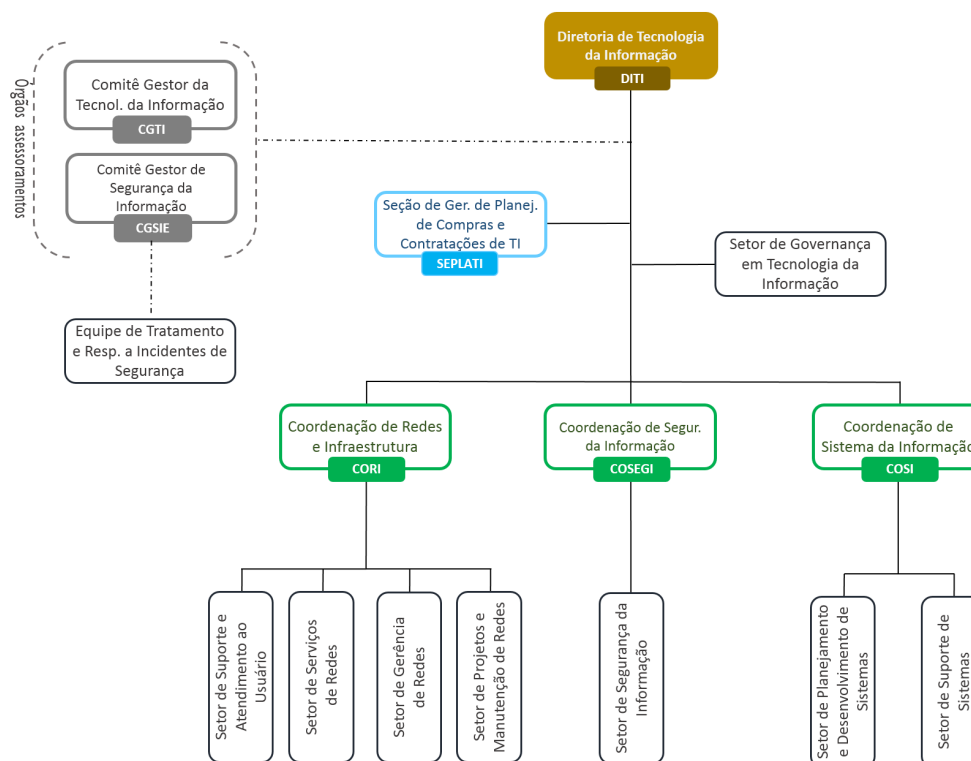 Diretoria de Tecnologia
da Informação
DITI
Órgãos assessoramentos
Comitê Gestor da
Tecnol. da Informação
CGTI
Comitê Gestor de
Segurança da
Informação
CGSIE
Equipe de Tratamento
e Resp. a Incidentes de
Segurança
Seção de Ger. de Planej.
de Compras e
Contratações de TI
SEPLATI
Setor de Governança
em Tecnologia da
Informação
Coordenação de Redes
e Infraestrutura
CORI
Coordenação de Segur.
da Informação
COSEGI
Coordenação de
Sistema da Informação
COSI
Setor de Suporte e
Atendimento ao
Usuário
Setor de Serviços
de Redes
Setor de Gerência
de Redes
Setor de Projetos e
Manutenção de Redes
Setor de Segurança da
Informação
Setor de Planejamento
e Desenvolvimento de
Sistemas
Setor de Suporte de
Sistemas